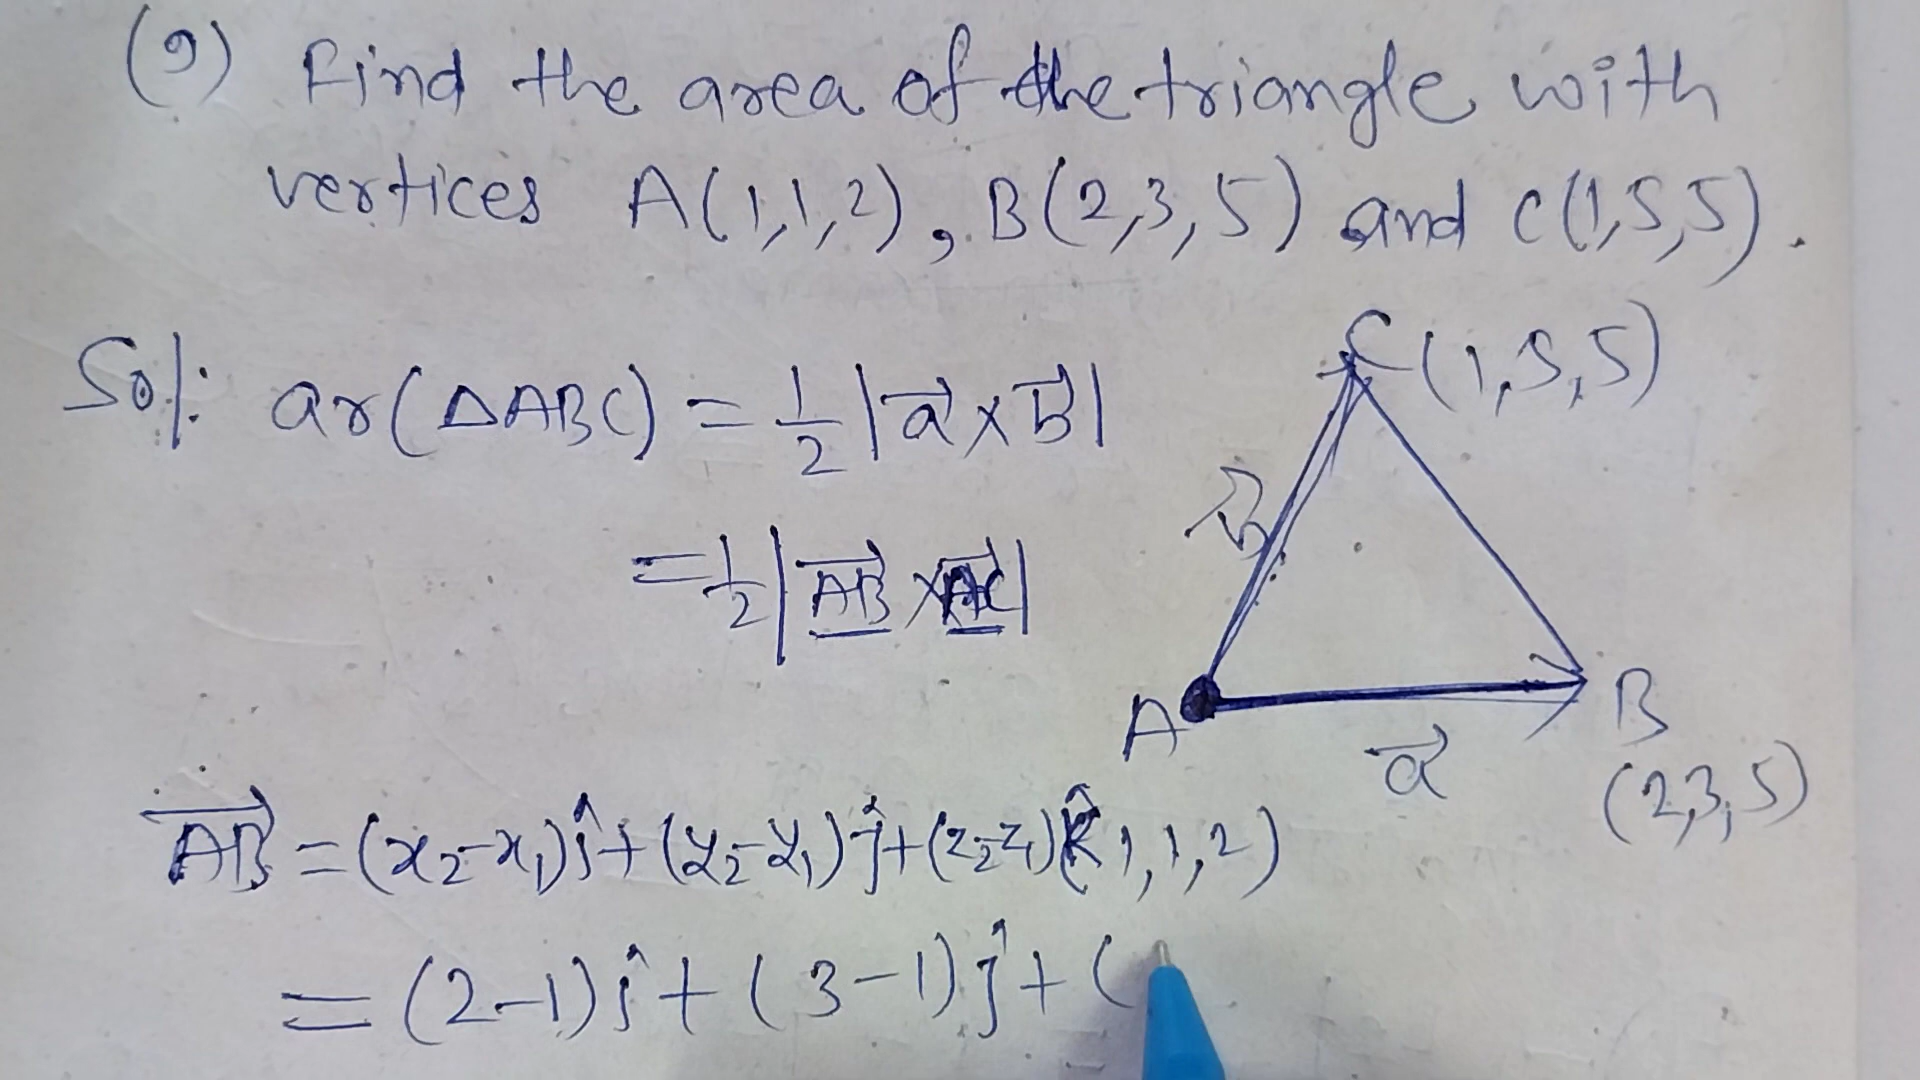 (9) Find the area of the triangle with
vertices A(1,1,2), B(2,3,5) and C(1,5,5).
Sol: ar(ΔABC) = 1/2 |a⃗ × b⃗|
= 1/2 |AB⃗ × AC⃗|
C(1,5,5)
b⃗
A
(1,1,2)
a⃗
B
(2,3,5)
AB⃗ = (x₂-x₁)î + (y₂-y₁)ĵ + (z₂-z₁)k̂
= (2-1)î + (3-1)ĵ + (